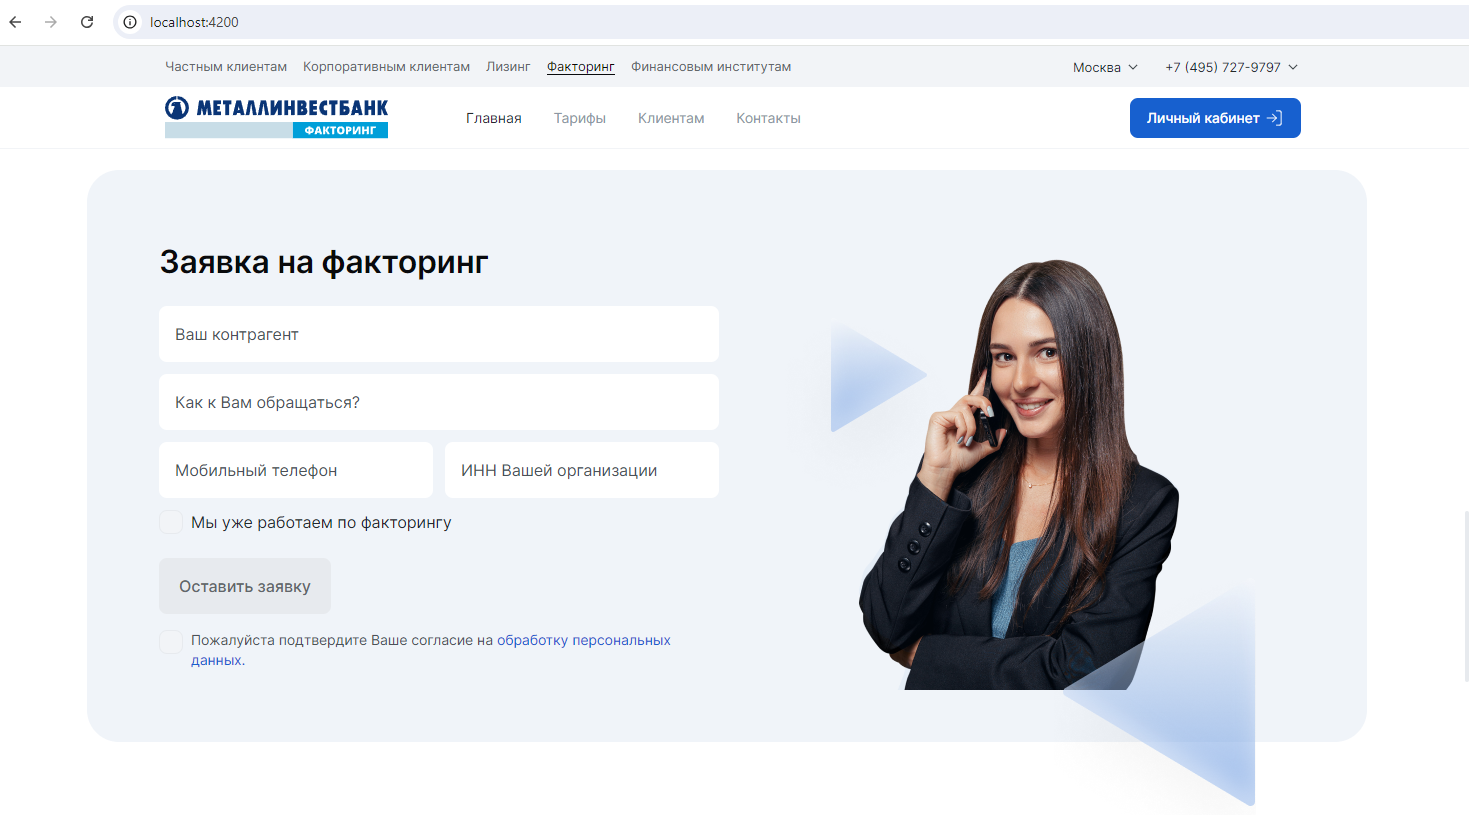 localhost:4200
Частным клиентам Корпоративным клиентам Лизинг Факторинг Финансовым институтам Москва +7 (495) 727-9797
МЕТАЛЛИНВЕСТБАНК
ФАКТОРИНГ
Главная Тарифы Клиентам Контакты Личный кабинет
Заявка на факторинг
Ваш контрагент
Как к Вам обращаться?
Мобильный телефон ИНН Вашей организации
Мы уже работаем по факторингу
Оставить заявку
Пожалуйста подтвердите Ваше согласие на обработку персональных
данных.